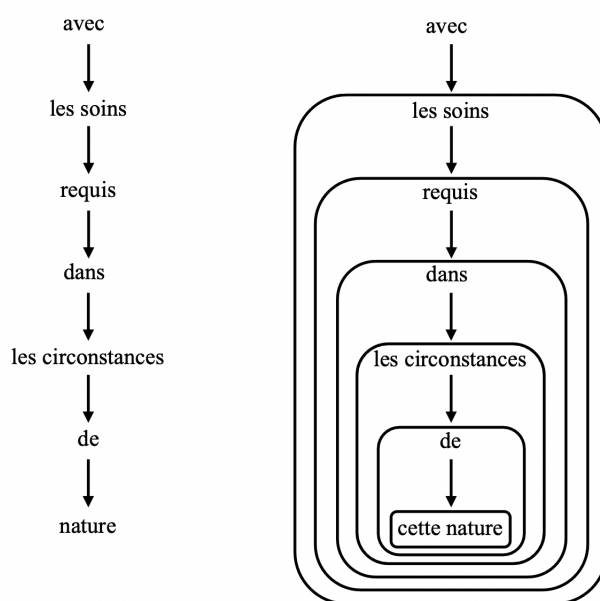 avec
les soins
requis
dans
les circonstances
de
nature
avec
les soins
requis
dans
les circonstances
de
cette nature